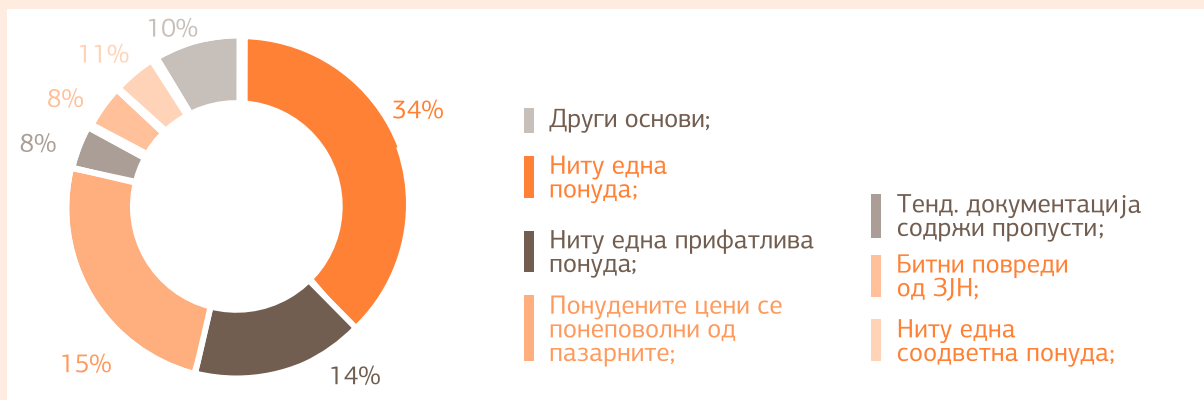 10%
11%
8%
8%
34%
15%
14%
Други основи;
Ниту една
понуда;
Ниту една прифатлива
понуда;
Понудените цени се
понеповолни од
пазарните;
Тенд. документација
содржи пропусти;
Битни повреди
од ЗЈН;
Ниту една
соодветна понуда;